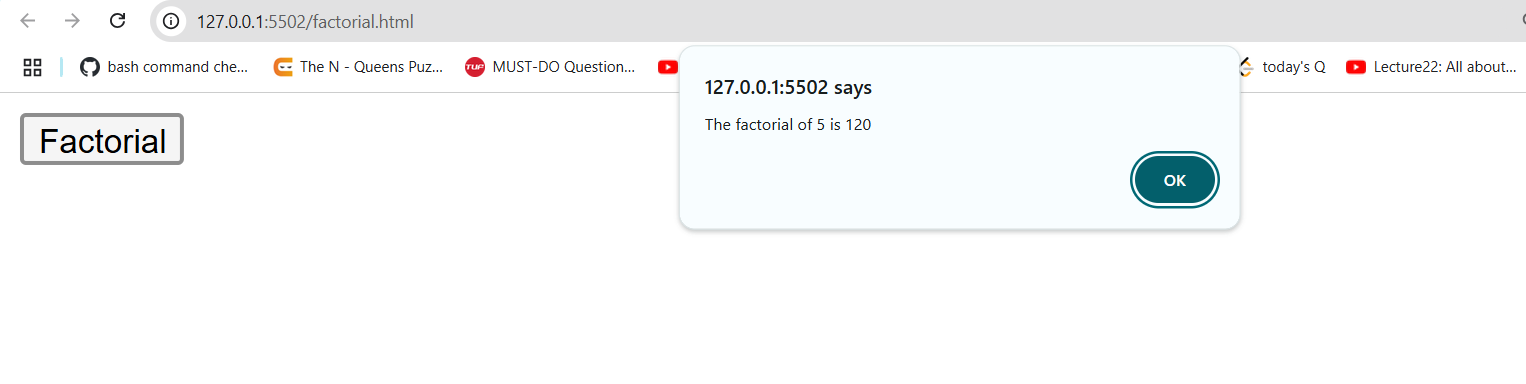 127.0.0.1:5502/factorial.html
bash command che... The N - Queens Puz... TUF MUST-DO Question... today's Q Lecture22: All about...
127.0.0.1:5502 says
The factorial of 5 is 120
OK
Factorial